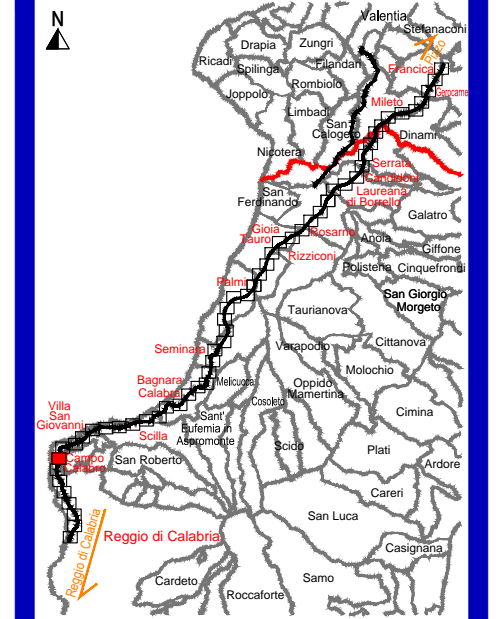 N
Valentia
Stefanaconi
Pizzo
Drapia
Zungri
Ricadi
Spilinga
Filandari
Francica
Rombiolo
Gerocarne
Joppolo
Mileto
Limbadi
San
Calogero
Dinami
Nicotera
Serrata
Candidoni
San
Ferdinando
Laureana
di Borrello
Galatro
Gioia
Tauro
Rosarno
Anoia
Giffone
Rizziconi
Polistena
Cinquefrondi
Palmi
San Giorgio
Morgeto
Taurianova
Seminara
Varapodio
Cittanova
Molochio
Bagnara
Calabra
Melicucca
Oppido
Mamertina
Cosoleto
Villa
San
Giovanni
Sant'
Eufemia in
Aspromonte
Cimina
Scilla
Scido
Plati
Campo
Calabro
San Roberto
Ardore
Careri
San Luca
Reggio di Calabria
Reggio di Calabria
Casignana
Cardeto
Samo
Roccaforte